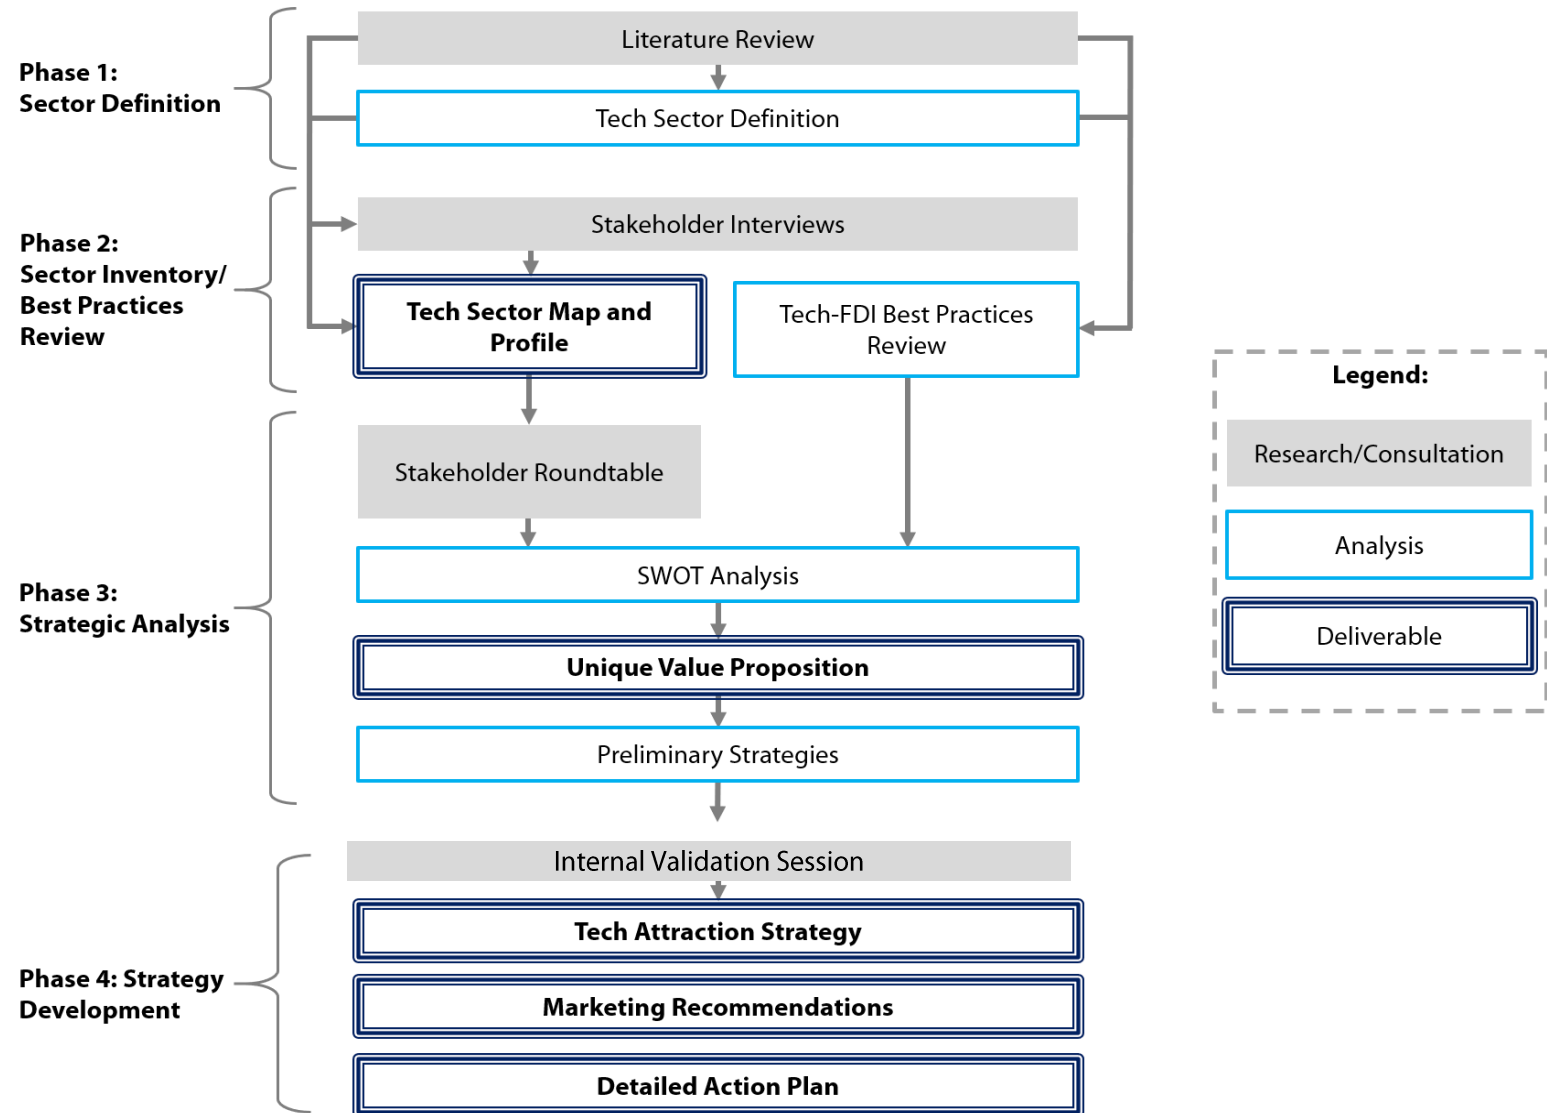 Phase 1:
Sector Definition
Literature Review
Tech Sector Definition
Phase 2:
Sector Inventory/
Best Practices
Review
Stakeholder Interviews
Tech Sector Map and
Profile
Tech-FDI Best Practices
Review
Phase 3:
Strategic Analysis
Stakeholder Roundtable
SWOT Analysis
Unique Value Proposition
Preliminary Strategies
Phase 4: Strategy
Development
Internal Validation Session
Tech Attraction Strategy
Marketing Recommendations
Detailed Action Plan
Legend:
Research/Consultation
Analysis
Deliverable